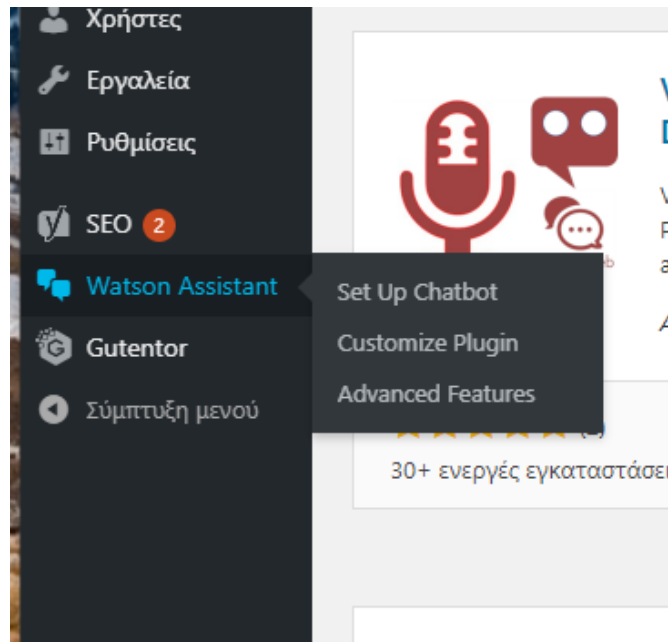 Χρήστες
Εργαλεία
Ρυθμίσεις
SEO 2
Watson Assistant
Set Up Chatbot
Customize Plugin
Advanced Features
Gutentor
Σύμπτυξη μενού
30+ ενεργές